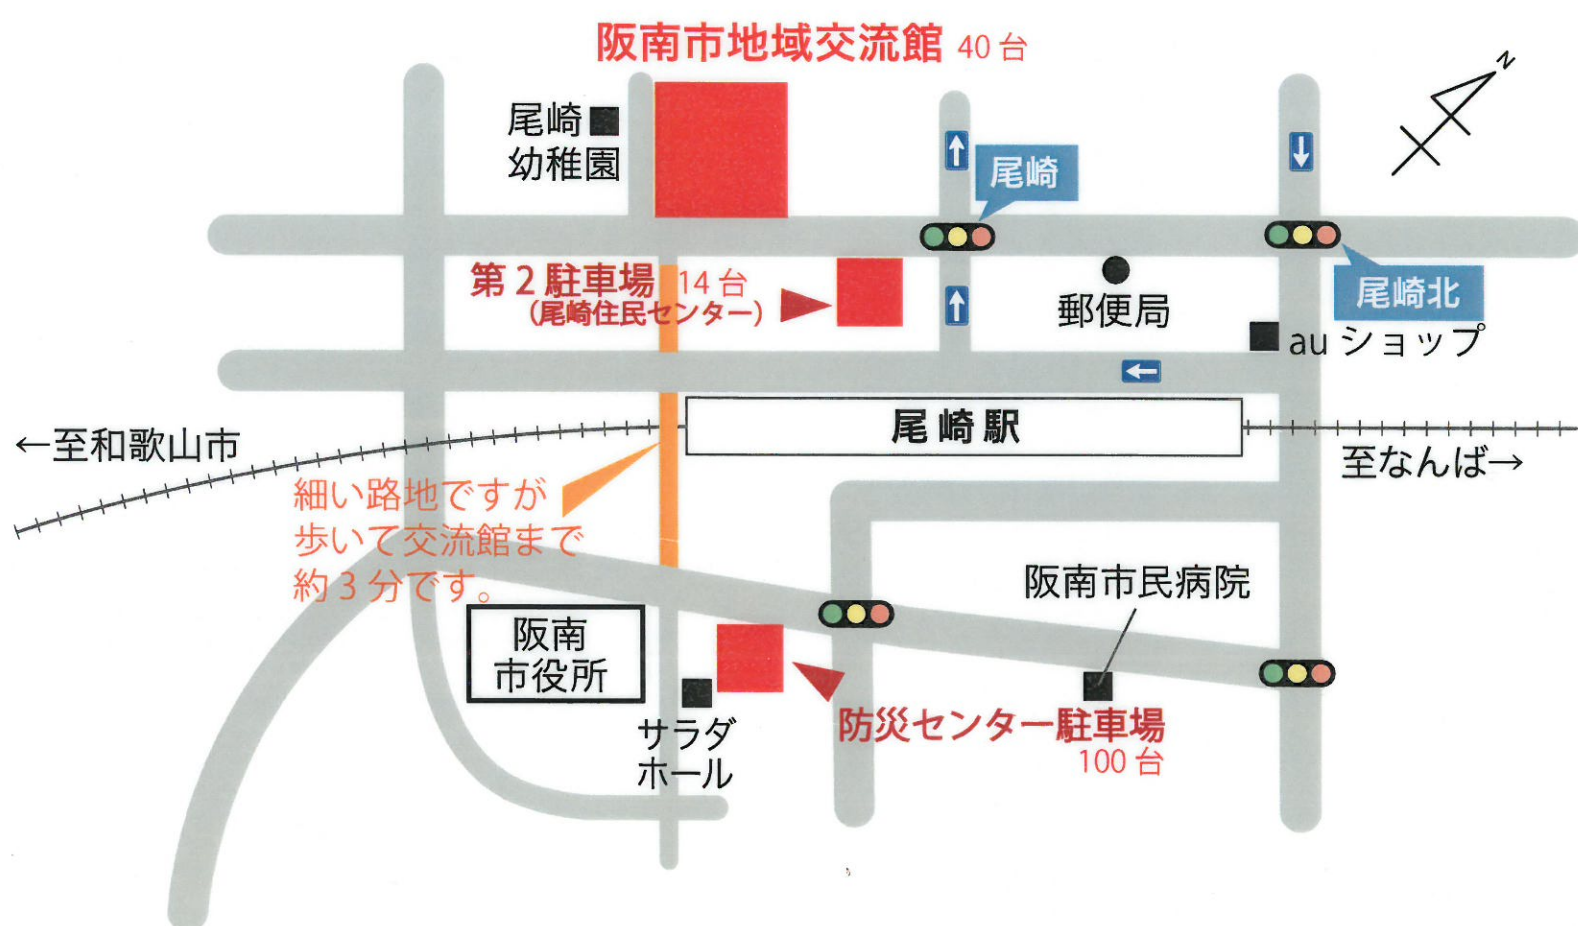 阪南市地域交流館 40台
N
尾崎
幼稚園
尾崎
第2駐車場 14台
(尾崎住民センター)
郵便局
尾崎北
auショップ
尾崎駅
←至和歌山市
至なんば→
細い路地ですが
歩いて交流館まで
約3分です。
阪南市民病院
阪南
市役所
サラダ
ホール
防災センター駐車場
100台